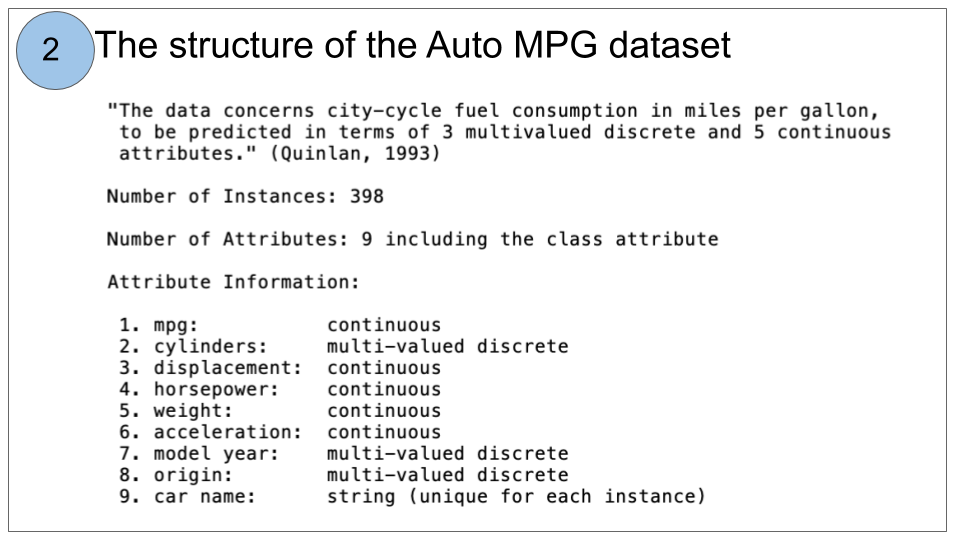 2
The structure of the Auto MPG dataset
"The data concerns city-cycle fuel consumption in miles per gallon,
to be predicted in terms of 3 multivalued discrete and 5 continuous
attributes." (Quinlan, 1993)
Number of Instances: 398
Number of Attributes: 9 including the class attribute
Attribute Information:
1. mpg: continuous
2. cylinders: multi-valued discrete
3. displacement: continuous
4. horsepower: continuous
5. weight: continuous
6. acceleration: continuous
7. model year: multi-valued discrete
8. origin: multi-valued discrete
9. car name: string (unique for each instance)